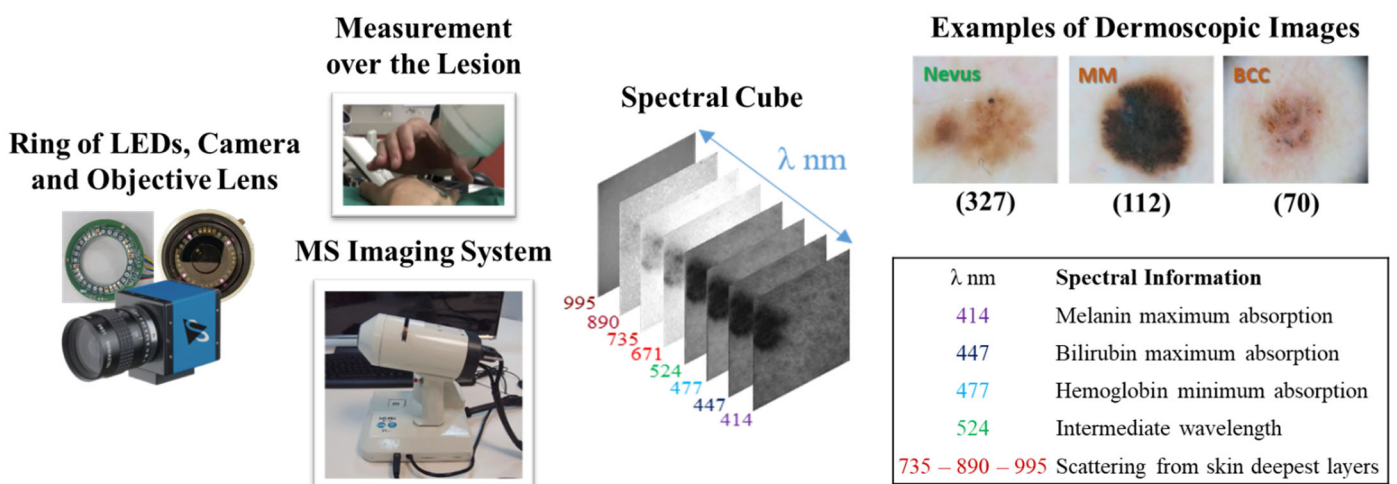 Ring of LEDs, Camera
and Objective Lens
Measurement
over the Lesion
MS Imaging System
Spectral Cube
λ nm
995
890
735
671
524
477
447
414
Examples of Dermoscopic Images
Nevus
MM
BCC
(327)
(112)
(70)
λ nm Spectral Information
414 Melanin maximum absorption
447 Bilirubin maximum absorption
477 Hemoglobin minimum absorption
524 Intermediate wavelength
735 – 890 – 995 Scattering from skin deepest layers